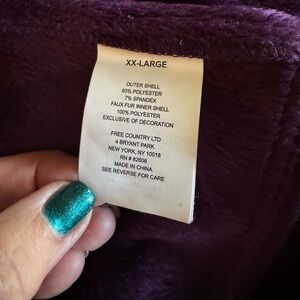 XX-LARGE
OUTER SHELL
93% POLYESTER
7% SPANDEX
FAUX FUR INNER SHELL
100% POLYESTER
EXCLUSIVE OF DECORATION
FREE COUNTRY LTD
4 BRYANT PARK
NEW YORK, NY 10018
RN # 82608
MADE IN CHINA
SEE REVERSE FOR CARE